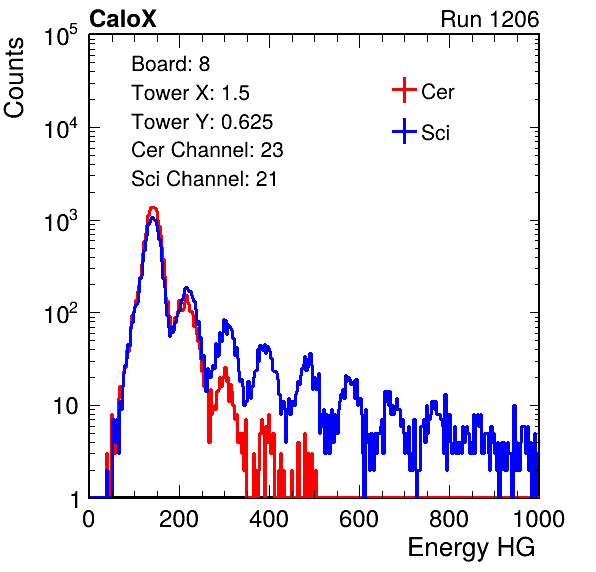 CaloX Run 1206
Counts
10^5
10^4
10^3
10^2
10
1
Board: 8
Tower X: 1.5
Tower Y: 0.625
Cer Channel: 23
Sci Channel: 21
Cer
Sci
0 200 400 600 800 1000
Energy HG